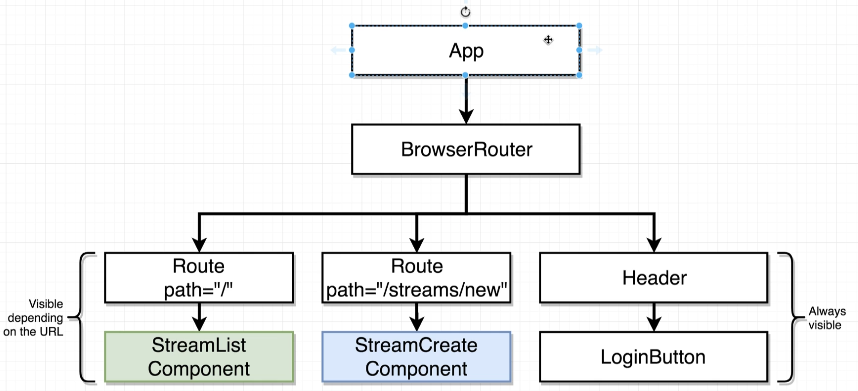 App
BrowserRouter
Route
path="/"
Route
path="/streams/new"
Header
Visible
depending
on the URL
Always
visible
StreamList
Component
StreamCreate
Component
LoginButton